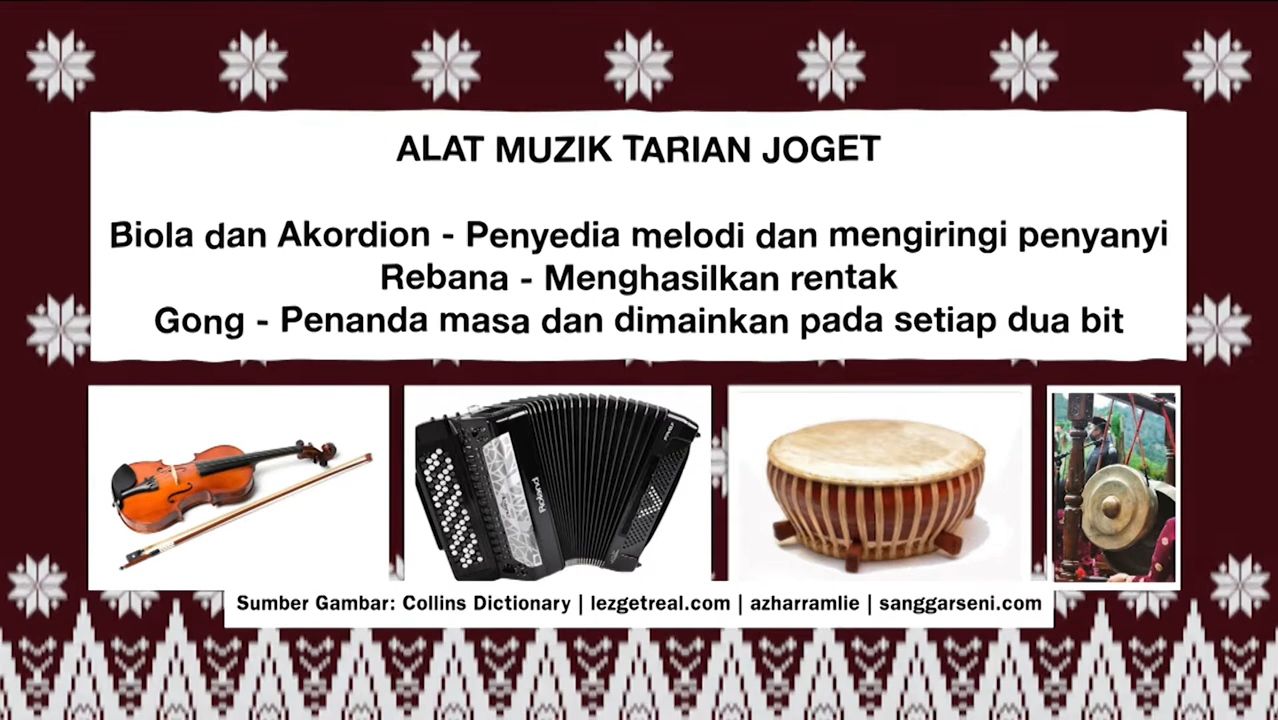 ALAT MUZIK TARIAN JOGET
Biola dan Akordion - Penyedia melodi dan mengiringi penyanyi
Rebana - Menghasilkan rentak
Gong - Penanda masa dan dimainkan pada setiap dua bit
Roland
Sumber Gambar: Collins Dictionary | lezgetreal.com | azharramlie | sanggarseni.com